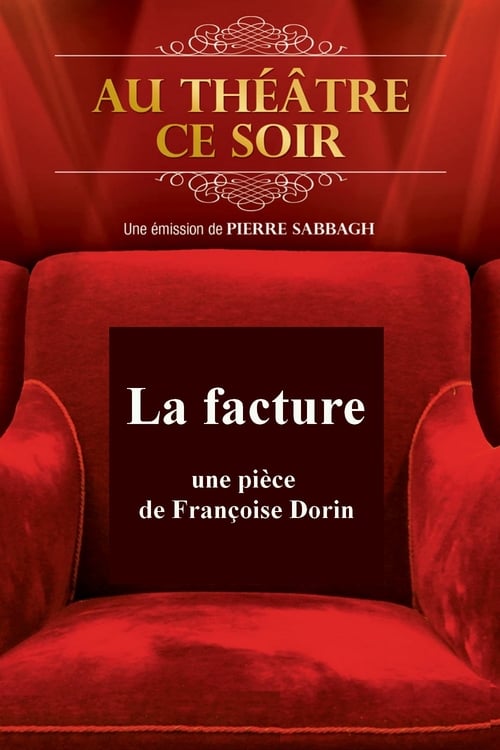 AU THÉÂTRE
CE SOIR
Une émission de PIERRE SABBAGH
La facture
une pièce
de Françoise Dorin